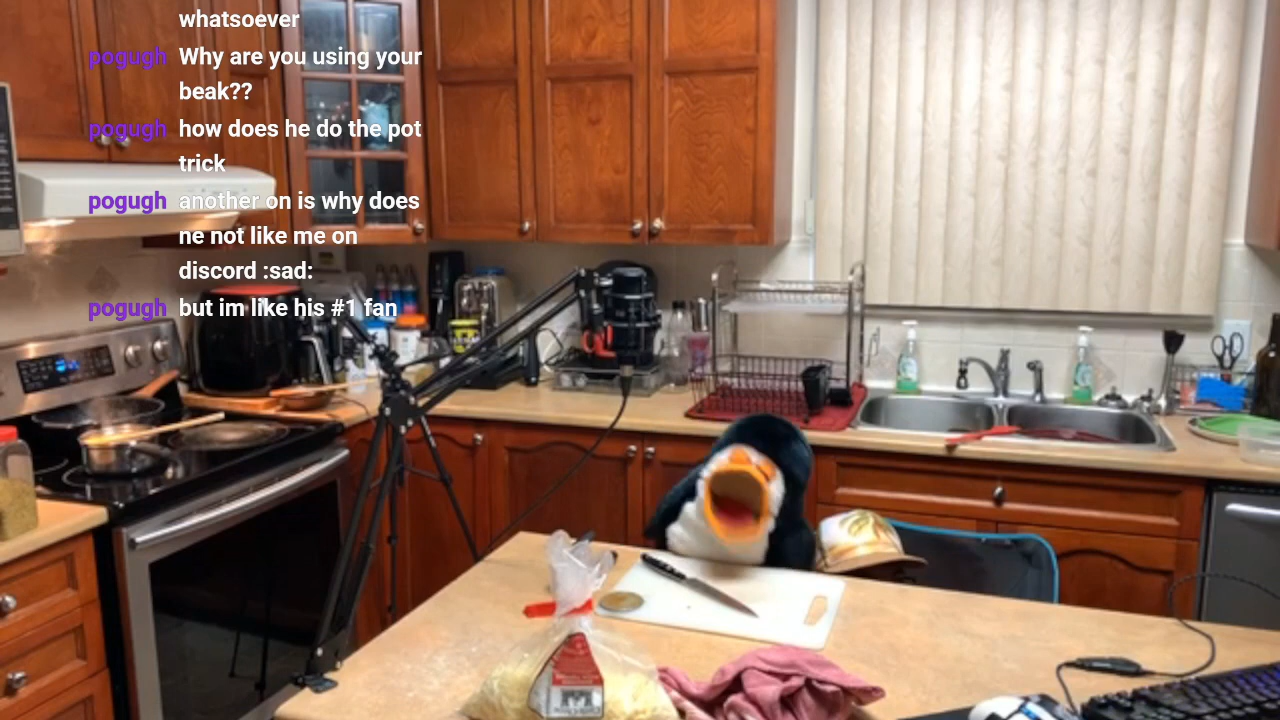 whatsoever
pogugh Why are you using your
beak??
pogugh how does he do the pot
trick
pogugh another on is why does
ne not like me on
discord :sad:
pogugh but im like his #1 fan